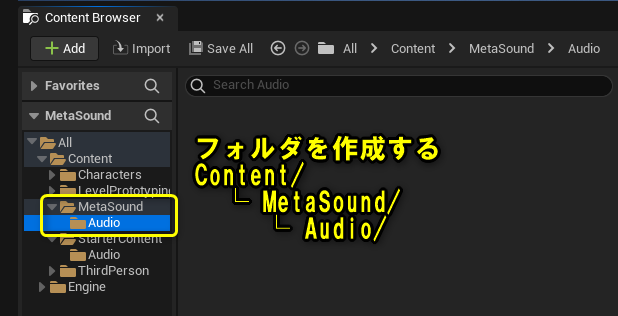 Content Browser
Add
Import
Save All
All
Content
MetaSound
Audio
Favorites
Search Audio
MetaSound
All
Content
Characters
LevelPrototyping
MetaSound
Audio
StarterContent
Audio
ThirdPerson
Engine
フォルダを作成する
Content/
└ MetaSound/
└ Audio/